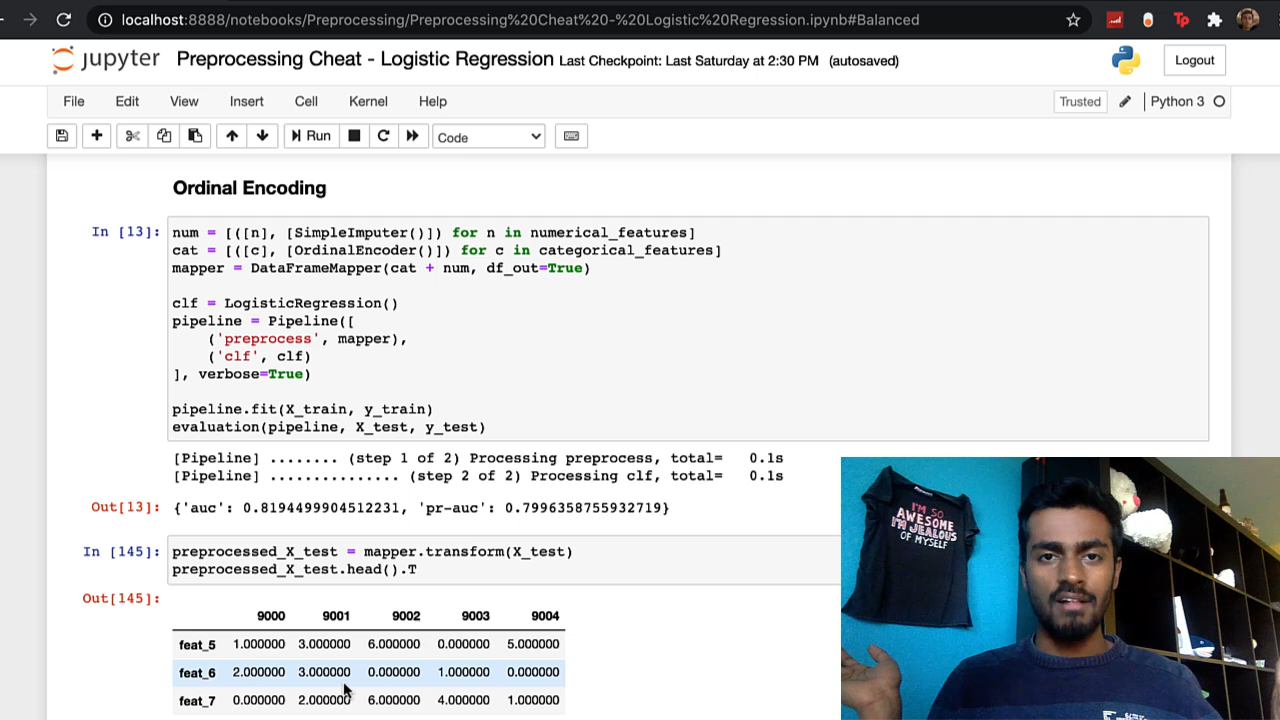 localhost:8888/notebooks/Preprocessing/Preprocessing%20Cheat%20-%20Logistic%20Regression.ipynb#Balanced
Tp
jupyter Preprocessing Cheat - Logistic Regression Last Checkpoint: Last Saturday at 2:30 PM (autosaved)
Logout
File Edit View Insert Cell Kernel Help
Trusted Python 3
Run Code
Ordinal Encoding
In [13]: num = [([n], [SimpleImputer()]) for n in numerical_features]
cat = [([c], [OrdinalEncoder()]) for c in categorical_features]
mapper = DataFrameMapper(cat + num, df_out=True)
clf = LogisticRegression()
pipeline = Pipeline([
('preprocess', mapper),
('clf', clf)
], verbose=True)
pipeline.fit(X_train, y_train)
evaluation(pipeline, X_test, y_test)
[Pipeline] ........ (step 1 of 2) Processing preprocess, total= 0.1s
[Pipeline] ............... (step 2 of 2) Processing clf, total= 0.1s
Out[13]: {'auc': 0.8194499904512231, 'pr-auc': 0.7996358755932719}
In [145]: preprocessed_X_test = mapper.transform(X_test)
preprocessed_X_test.head().T
Out[145]:
9000 9001 9002 9003 9004
feat_5 1.000000 3.000000 6.000000 0.000000 5.000000
feat_6 2.000000 3.000000 0.000000 1.000000 0.000000
feat_7 0.000000 2.000000 6.000000 4.000000 1.000000
I'M SO
AWESOME
I'M JEALOUS
OF MYSELF